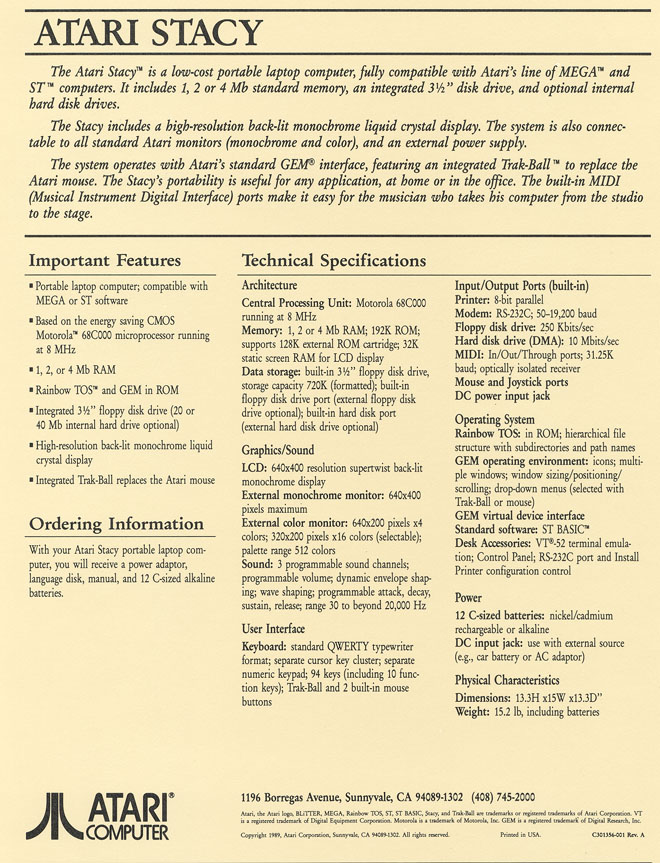 ATARI STACY
The Atari Stacy™ is a low-cost portable laptop computer, fully compatible with Atari's line of MEGA™ and
ST™ computers. It includes 1, 2 or 4 Mb standard memory, an integrated 3½" disk drive, and optional internal
hard disk drives.
The Stacy includes a high-resolution back-lit monochrome liquid crystal display. The system is also connec-
table to all standard Atari monitors (monochrome and color), and an external power supply.
The system operates with Atari's standard GEM® interface, featuring an integrated Trak-Ball™ to replace the
Atari mouse. The Stacy's portability is useful for any application, at home or in the office. The built-in MIDI
(Musical Instrument Digital Interface) ports make it easy for the musician who takes his computer from the studio
to the stage.
Important Features
▪ Portable laptop computer; compatible with
MEGA or ST software
▪ Based on the energy saving CMOS
Motorola™ 68C000 microprocessor running
at 8 MHz
▪ 1, 2, or 4 Mb RAM
▪ Rainbow TOS™ and GEM in ROM
▪ Integrated 3½" floppy disk drive (20 or
40 Mb internal hard drive optional)
▪ High-resolution back-lit monochrome liquid
crystal display
▪ Integrated Trak-Ball replaces the Atari mouse
Ordering Information
With your Atari Stacy portable laptop com-
puter, you will receive a power adaptor,
language disk, manual, and 12 C-sized alkaline
batteries.
Technical Specifications
Architecture
Central Processing Unit: Motorola 68C000
running at 8 MHz
Memory: 1, 2 or 4 Mb RAM; 192K ROM;
supports 128K external ROM cartridge; 32K
static screen RAM for LCD display
Data storage: built-in 3½" floppy disk drive,
storage capacity 720K (formatted); built-in
floppy disk drive port (external floppy disk
drive optional); built-in hard disk port
(external hard disk drive optional)
Graphics/Sound
LCD: 640x400 resolution supertwist back-lit
monochrome display
External monochrome monitor: 640x400
pixels maximum
External color monitor: 640x200 pixels x4
colors; 320x200 pixels x16 colors (selectable);
palette range 512 colors
Sound: 3 programmable sound channels;
programmable volume; dynamic envelope shap-
ing; wave shaping; programmable attack, decay,
sustain, release; range 30 to beyond 20,000 Hz
User Interface
Keyboard: standard QWERTY typewriter
format; separate cursor key cluster; separate
numeric keypad; 94 keys (including 10 func-
tion keys); Trak-Ball and 2 built-in mouse
buttons
Input/Output Ports (built-in)
Printer: 8-bit parallel
Modem: RS-232C; 50–19,200 baud
Floppy disk drive: 250 Kbits/sec
Hard disk drive (DMA): 10 Mbits/sec
MIDI: In/Out/Through ports; 31.25K
baud; optically isolated receiver
Mouse and Joystick ports
DC power input jack
Operating System
Rainbow TOS: in ROM; hierarchical file
structure with subdirectories and path names
GEM operating environment: icons; multi-
ple windows; window sizing/positioning/
scrolling; drop-down menus (selected with
Trak-Ball or mouse)
GEM virtual device interface
Standard software: ST BASIC™
Desk Accessories: VT®-52 terminal emula-
tion; Control Panel; RS-232C port and Install
Printer configuration control
Power
12 C-sized batteries: nickel/cadmium
rechargeable or alkaline
DC input jack: use with external source
(e.g., car battery or AC adaptor)
Physical Characteristics
Dimensions: 13.3H x15W x13.3D"
Weight: 15.2 lb, including batteries
ATARI®
COMPUTER
1196 Borregas Avenue, Sunnyvale, CA 94089-1302 (408) 745-2000
Atari, the Atari logo, BLiTTER, MEGA, Rainbow TOS, ST, ST BASIC, Stacy, and Trak-Ball are trademarks or registered trademarks of Atari Corporation. VT
is a registered trademark of Digital Equipment Corporation. Motorola is a trademark of Motorola, Inc. GEM is a registered trademark of Digital Research, Inc.
Copyright 1989, Atari Corporation, Sunnyvale, CA 94089-1302. All rights reserved. Printed in USA. C301356-001 Rev. A